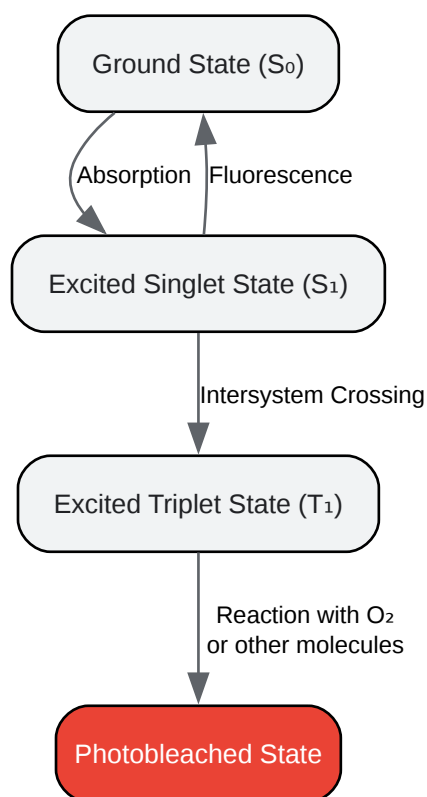 Ground State (S₀)
Absorption
Fluorescence
Excited Singlet State (S₁)
Intersystem Crossing
Excited Triplet State (T₁)
Reaction with O₂
or other molecules
Photobleached State